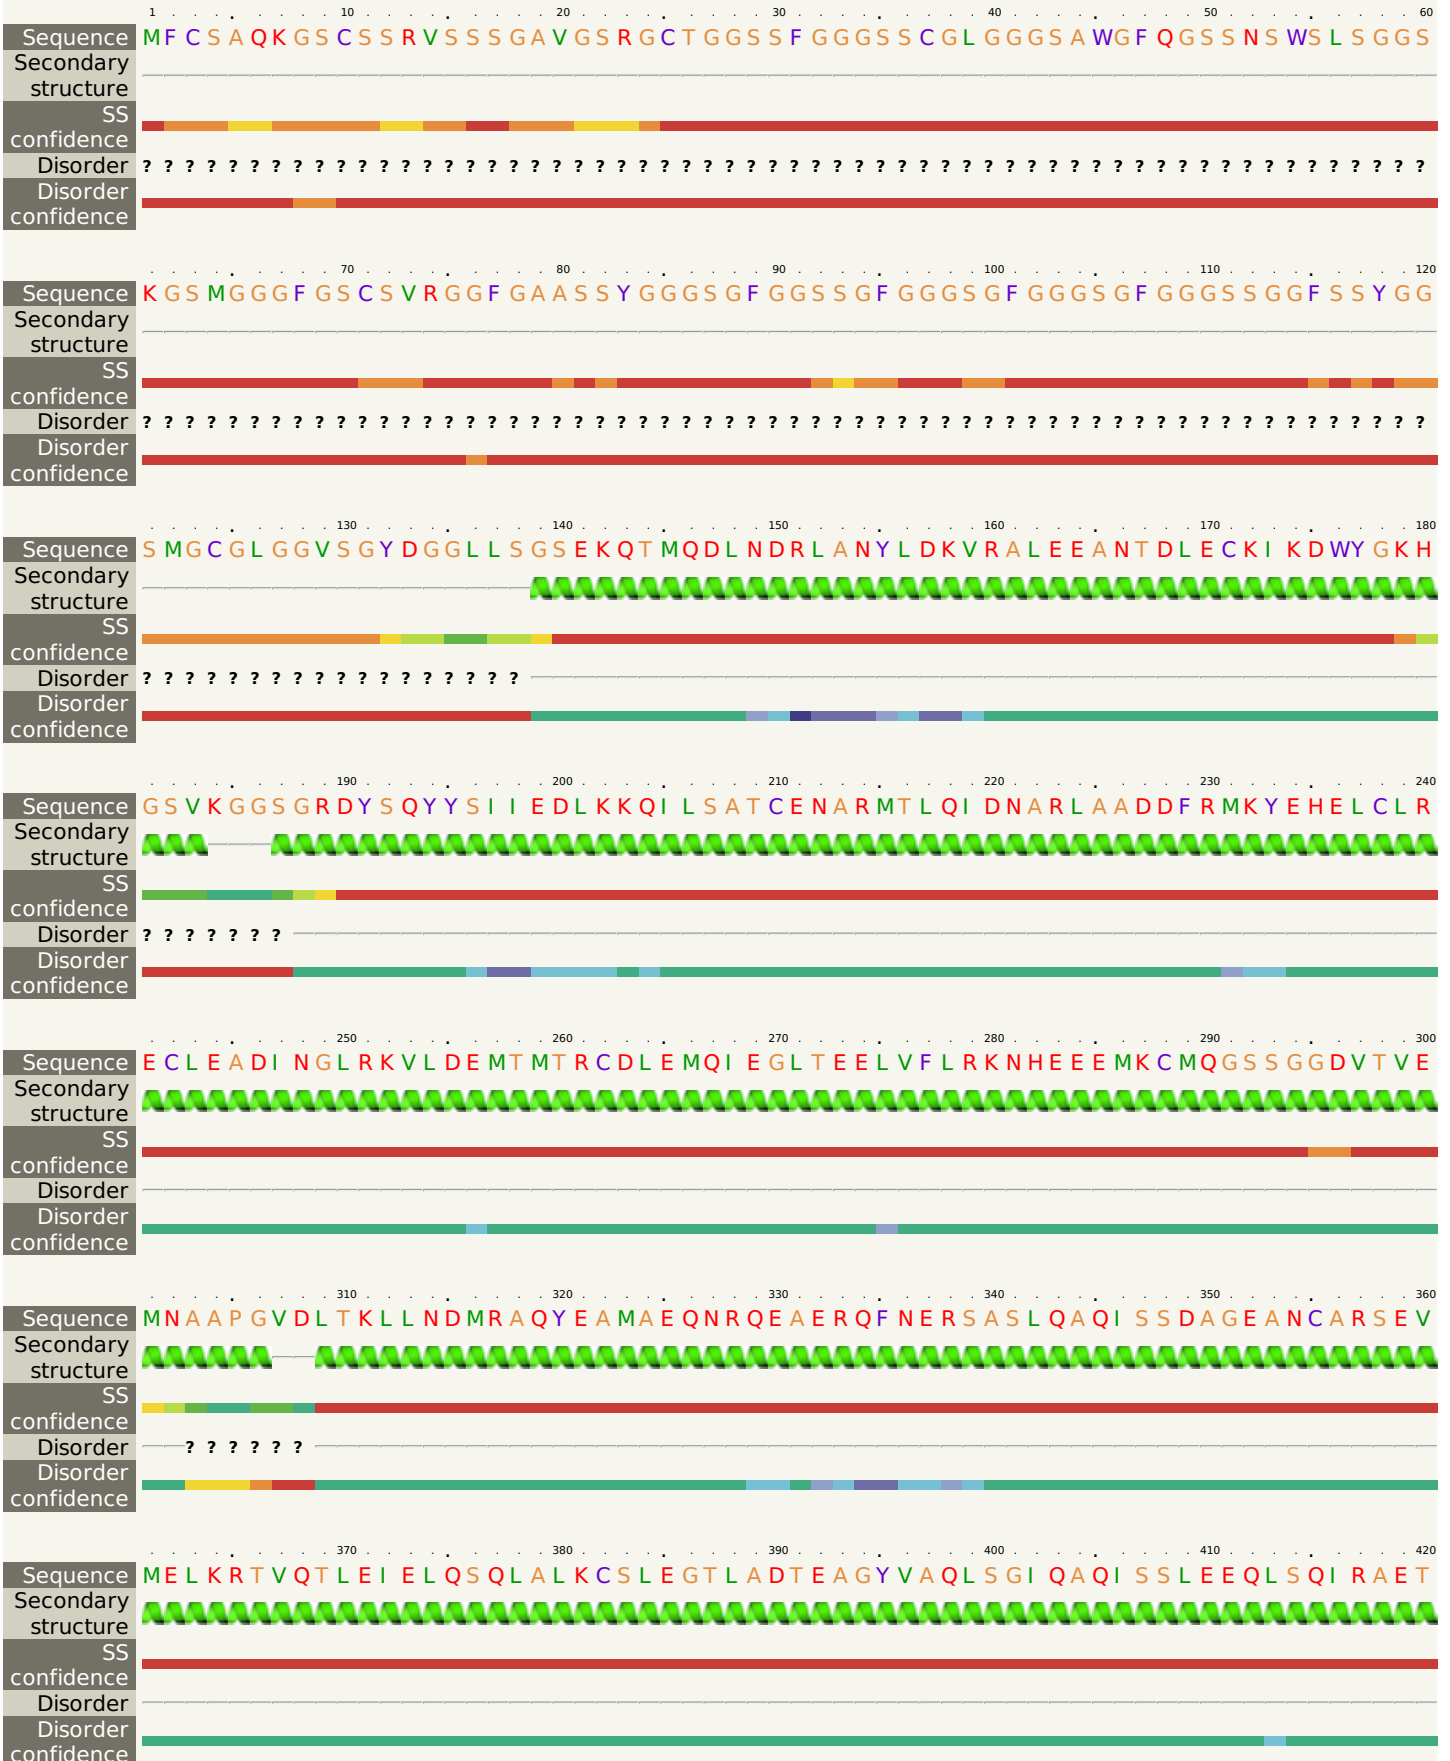 1 10 20 30 40 50 60
Sequence MFCSAQKGSCSSRVSSSGAVGSRGCTGGSSFGGGSSCGLGGGSAWGFQGSSNSWSLSGGS
Secondary
structure
SS
confidence
Disorder ? ? ? ? ? ? ? ? ? ? ? ? ? ? ? ? ? ? ? ? ? ? ? ? ? ? ? ? ? ? ? ? ? ? ? ? ? ? ? ? ? ? ? ? ? ? ? ? ? ? ? ? ? ? ? ? ? ? ? ?
Disorder
confidence
70 80 90 100 110 120
Sequence KGSMGGGFGSCSVRGGFGAASSYGGGSGFGGSSGFGGGSGFGGGSGFGGGSSGGFSSYGG
Secondary
structure
SS
confidence
Disorder ? ? ? ? ? ? ? ? ? ? ? ? ? ? ? ? ? ? ? ? ? ? ? ? ? ? ? ? ? ? ? ? ? ? ? ? ? ? ? ? ? ? ? ? ? ? ? ? ? ? ? ? ? ? ? ? ? ? ? ?
Disorder
confidence
130 140 150 160 170 180
Sequence SMGCGLGGVSGYDGGLLSGSEKQTMQDLNDRLANYLDKVRALEEANTDLECKIKDWYGKH
Secondary
structure
SS
confidence
Disorder ? ? ? ? ? ? ? ? ? ? ? ? ? ? ? ? ? ?
Disorder
confidence
190 200 210 220 230 240
Sequence GSVKGGSGRDYSQYYSIIEDLKKQILSATCENARMTLQIDNARLAADDFRMKYEHELCLR
Secondary
structure
SS
confidence
Disorder ? ? ? ? ? ? ?
Disorder
confidence
250 260 270 280 290 300
Sequence ECLEADINGLRKVLDEMTMTRCDLEMQIEGLTEELVFLRKNHEEEMKCMQGSSGGDVTVE
Secondary
structure
SS
confidence
Disorder
Disorder
confidence
310 320 330 340 350 360
Sequence MNAAPGVDLTKLLNDMRAQYEAMAEQNRQEAERQFNERSASLQAQISSDAGEANCARSEV
Secondary
structure
SS
confidence
Disorder ? ? ? ? ? ?
Disorder
confidence
370 380 390 400 410 420
Sequence MELKRTVQTLEIELQSQLALKCSLEGTLADTEAGYVAQLSGIQAQISSLEEQLSQIRAET
Secondary
structure
SS
confidence
Disorder
Disorder
confidence